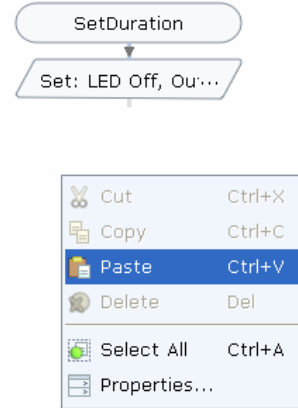 SetDuration
Set: LED Off, Ou...
Cut Ctrl+X
Copy Ctrl+C
Paste Ctrl+V
Delete Del
Select All Ctrl+A
Properties...